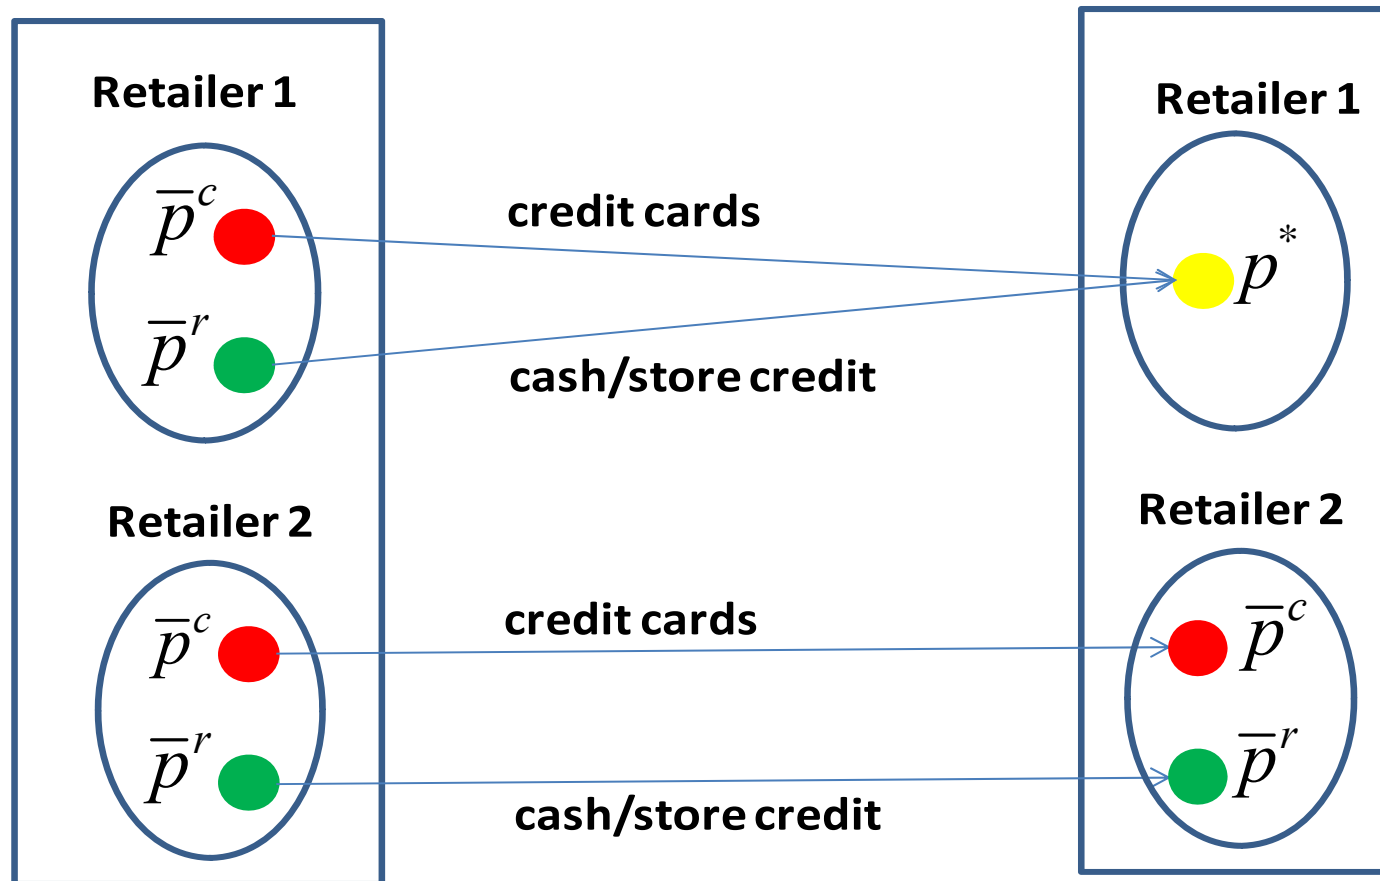 Retailer 1
Retailer 1
p̅ᶜ
credit cards
p*
p̅ʳ
cash/store credit
Retailer 2
Retailer 2
p̅ᶜ
credit cards
p̅ᶜ
p̅ʳ
p̅ʳ
cash/store credit